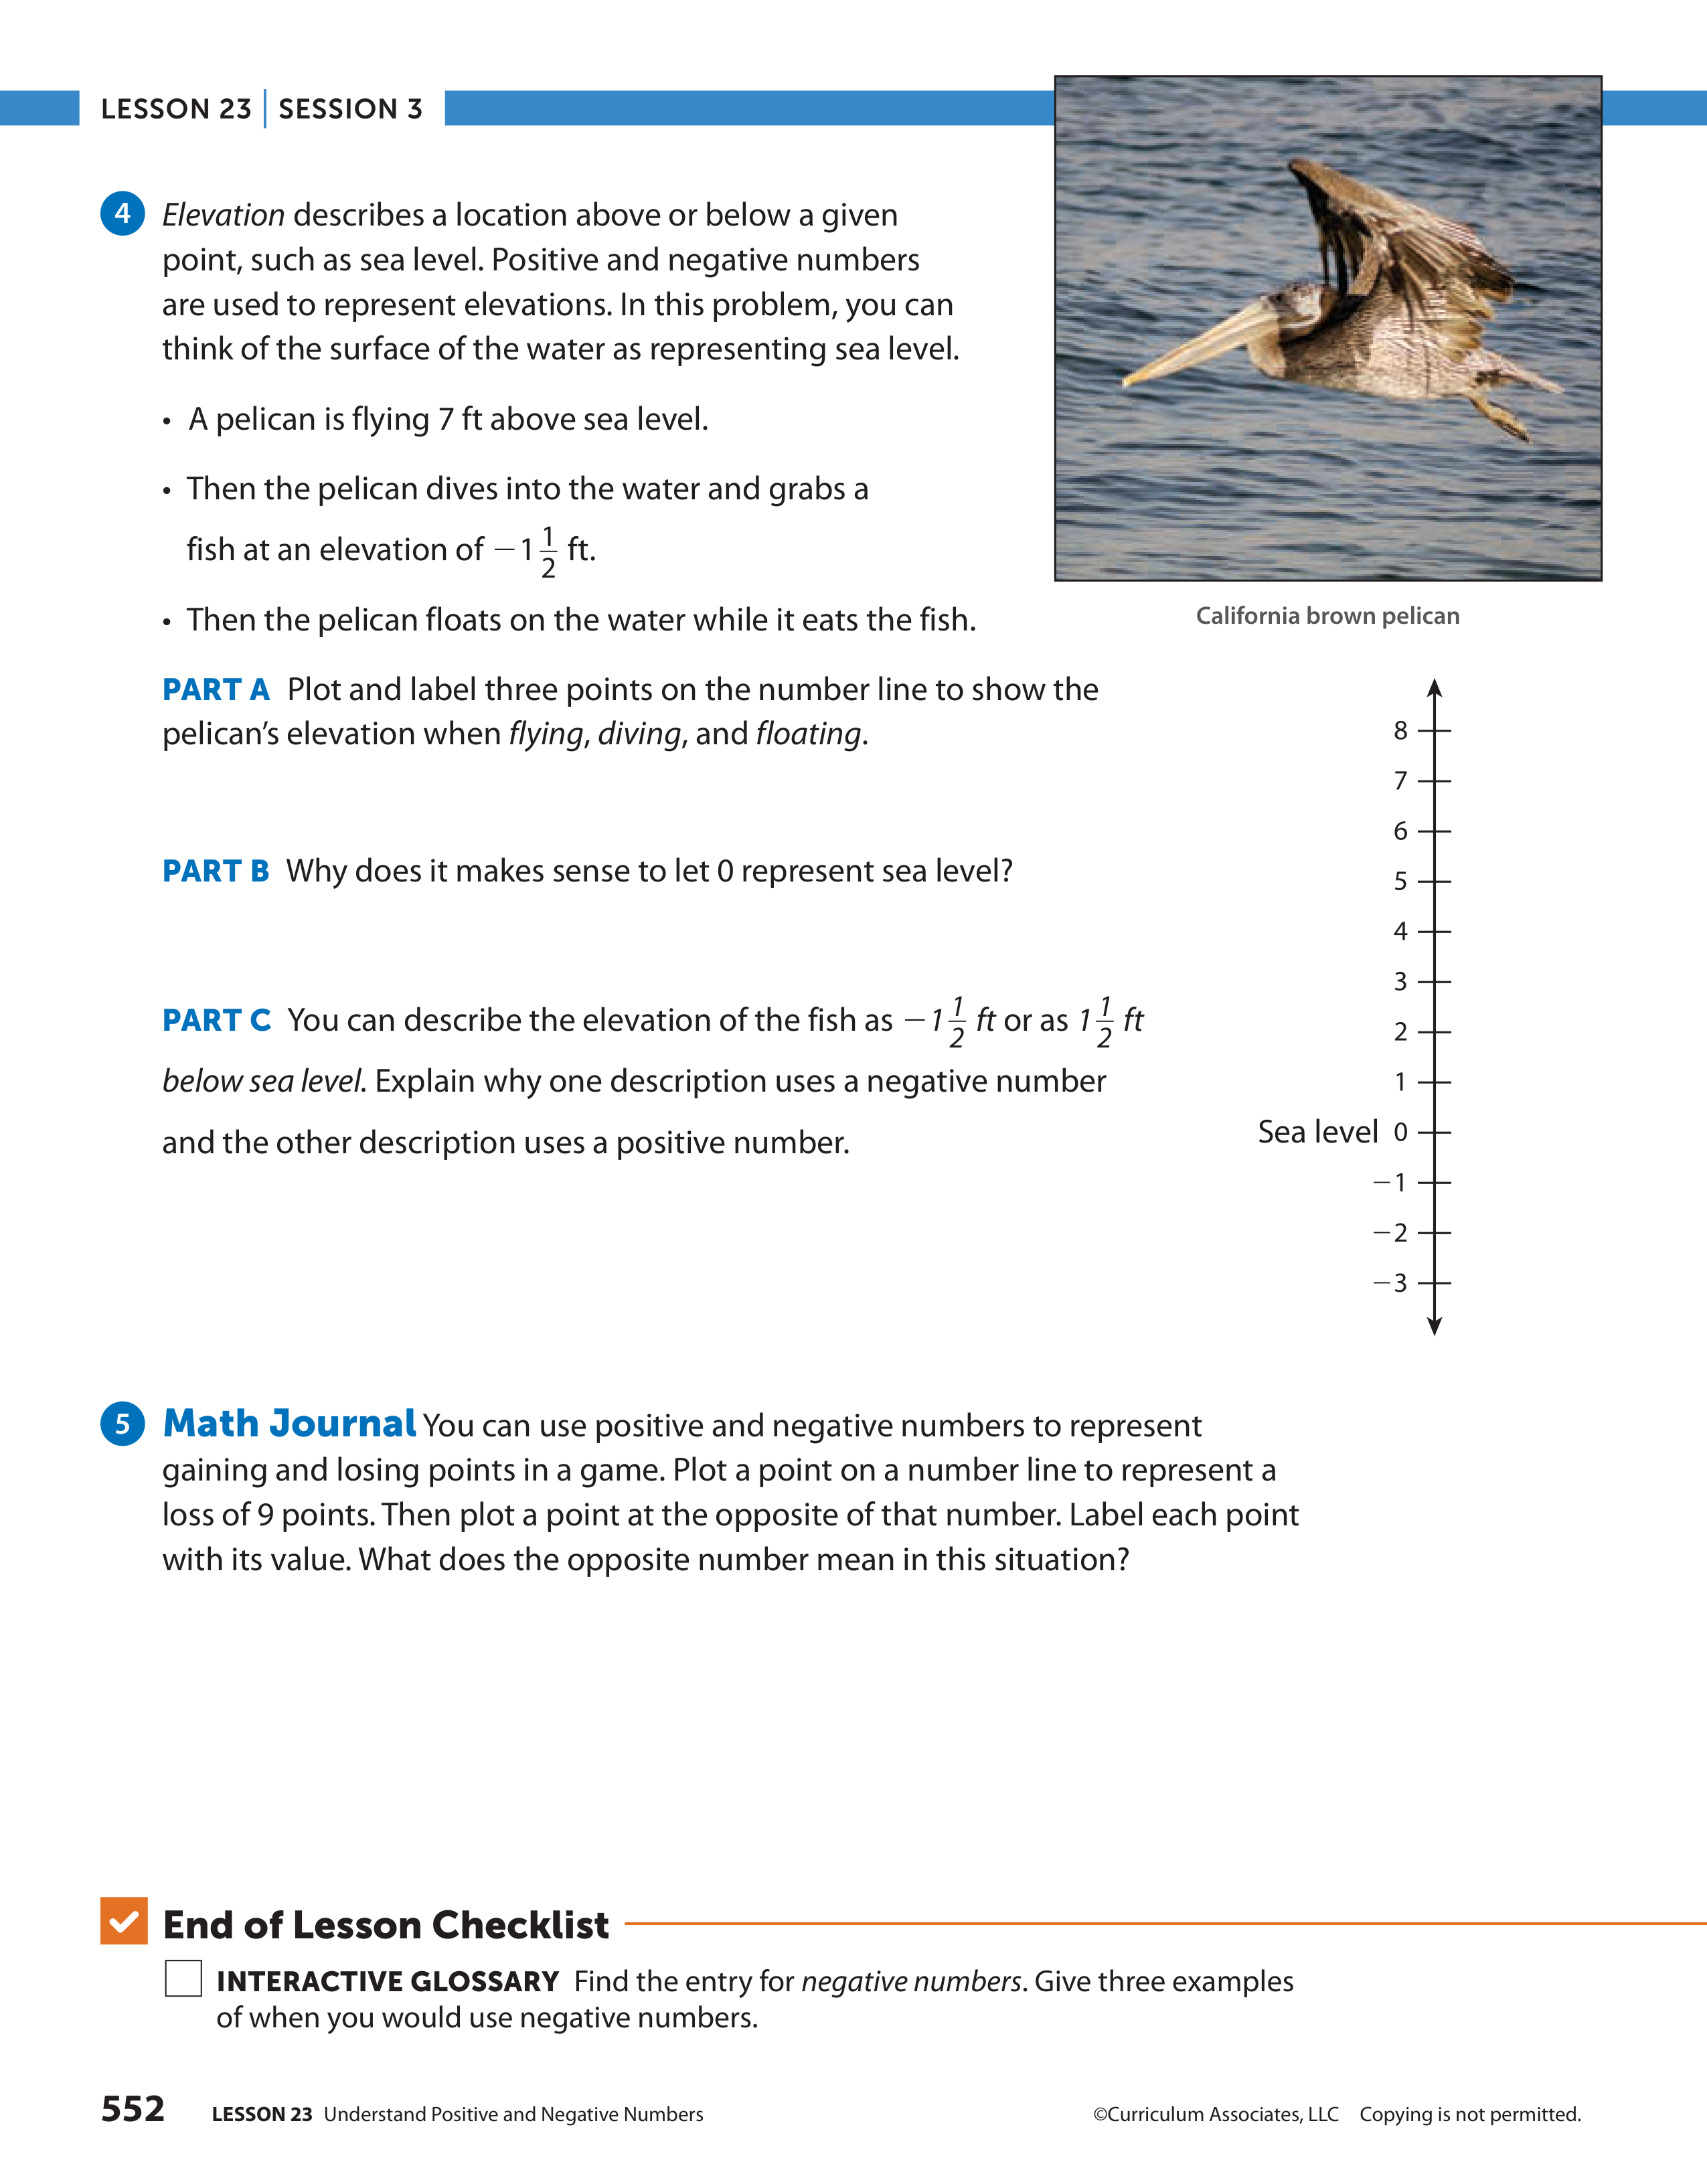 LESSON 23 | SESSION 3
4 Elevation describes a location above or below a given
point, such as sea level. Positive and negative numbers
are used to represent elevations. In this problem, you can
think of the surface of the water as representing sea level.
• A pelican is flying 7 ft above sea level.
• Then the pelican dives into the water and grabs a
fish at an elevation of −1 1/2 ft.
• Then the pelican floats on the water while it eats the fish.
California brown pelican
PART A Plot and label three points on the number line to show the
pelican's elevation when flying, diving, and floating.
PART B Why does it makes sense to let 0 represent sea level?
PART C You can describe the elevation of the fish as −1 1/2 ft or as 1 1/2 ft
below sea level. Explain why one description uses a negative number
and the other description uses a positive number.
8
7
6
5
4
3
2
1
Sea level 0
−1
−2
−3
5 Math Journal You can use positive and negative numbers to represent
gaining and losing points in a game. Plot a point on a number line to represent a
loss of 9 points. Then plot a point at the opposite of that number. Label each point
with its value. What does the opposite number mean in this situation?
End of Lesson Checklist
INTERACTIVE GLOSSARY Find the entry for negative numbers. Give three examples
of when you would use negative numbers.
552 LESSON 23 Understand Positive and Negative Numbers ©Curriculum Associates, LLC Copying is not permitted.